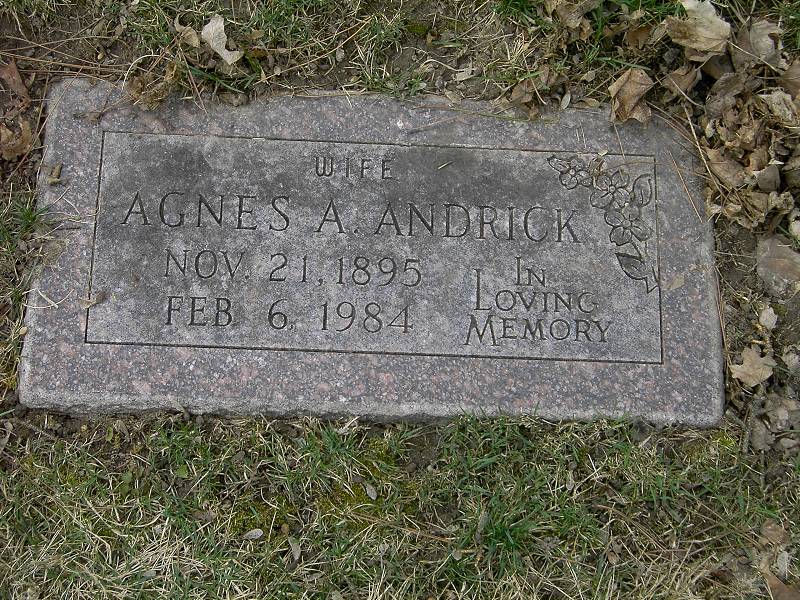 WIFE
AGNES A. ANDRICK
NOV. 21, 1895
FEB 6, 1984
IN
LOVING
MEMORY